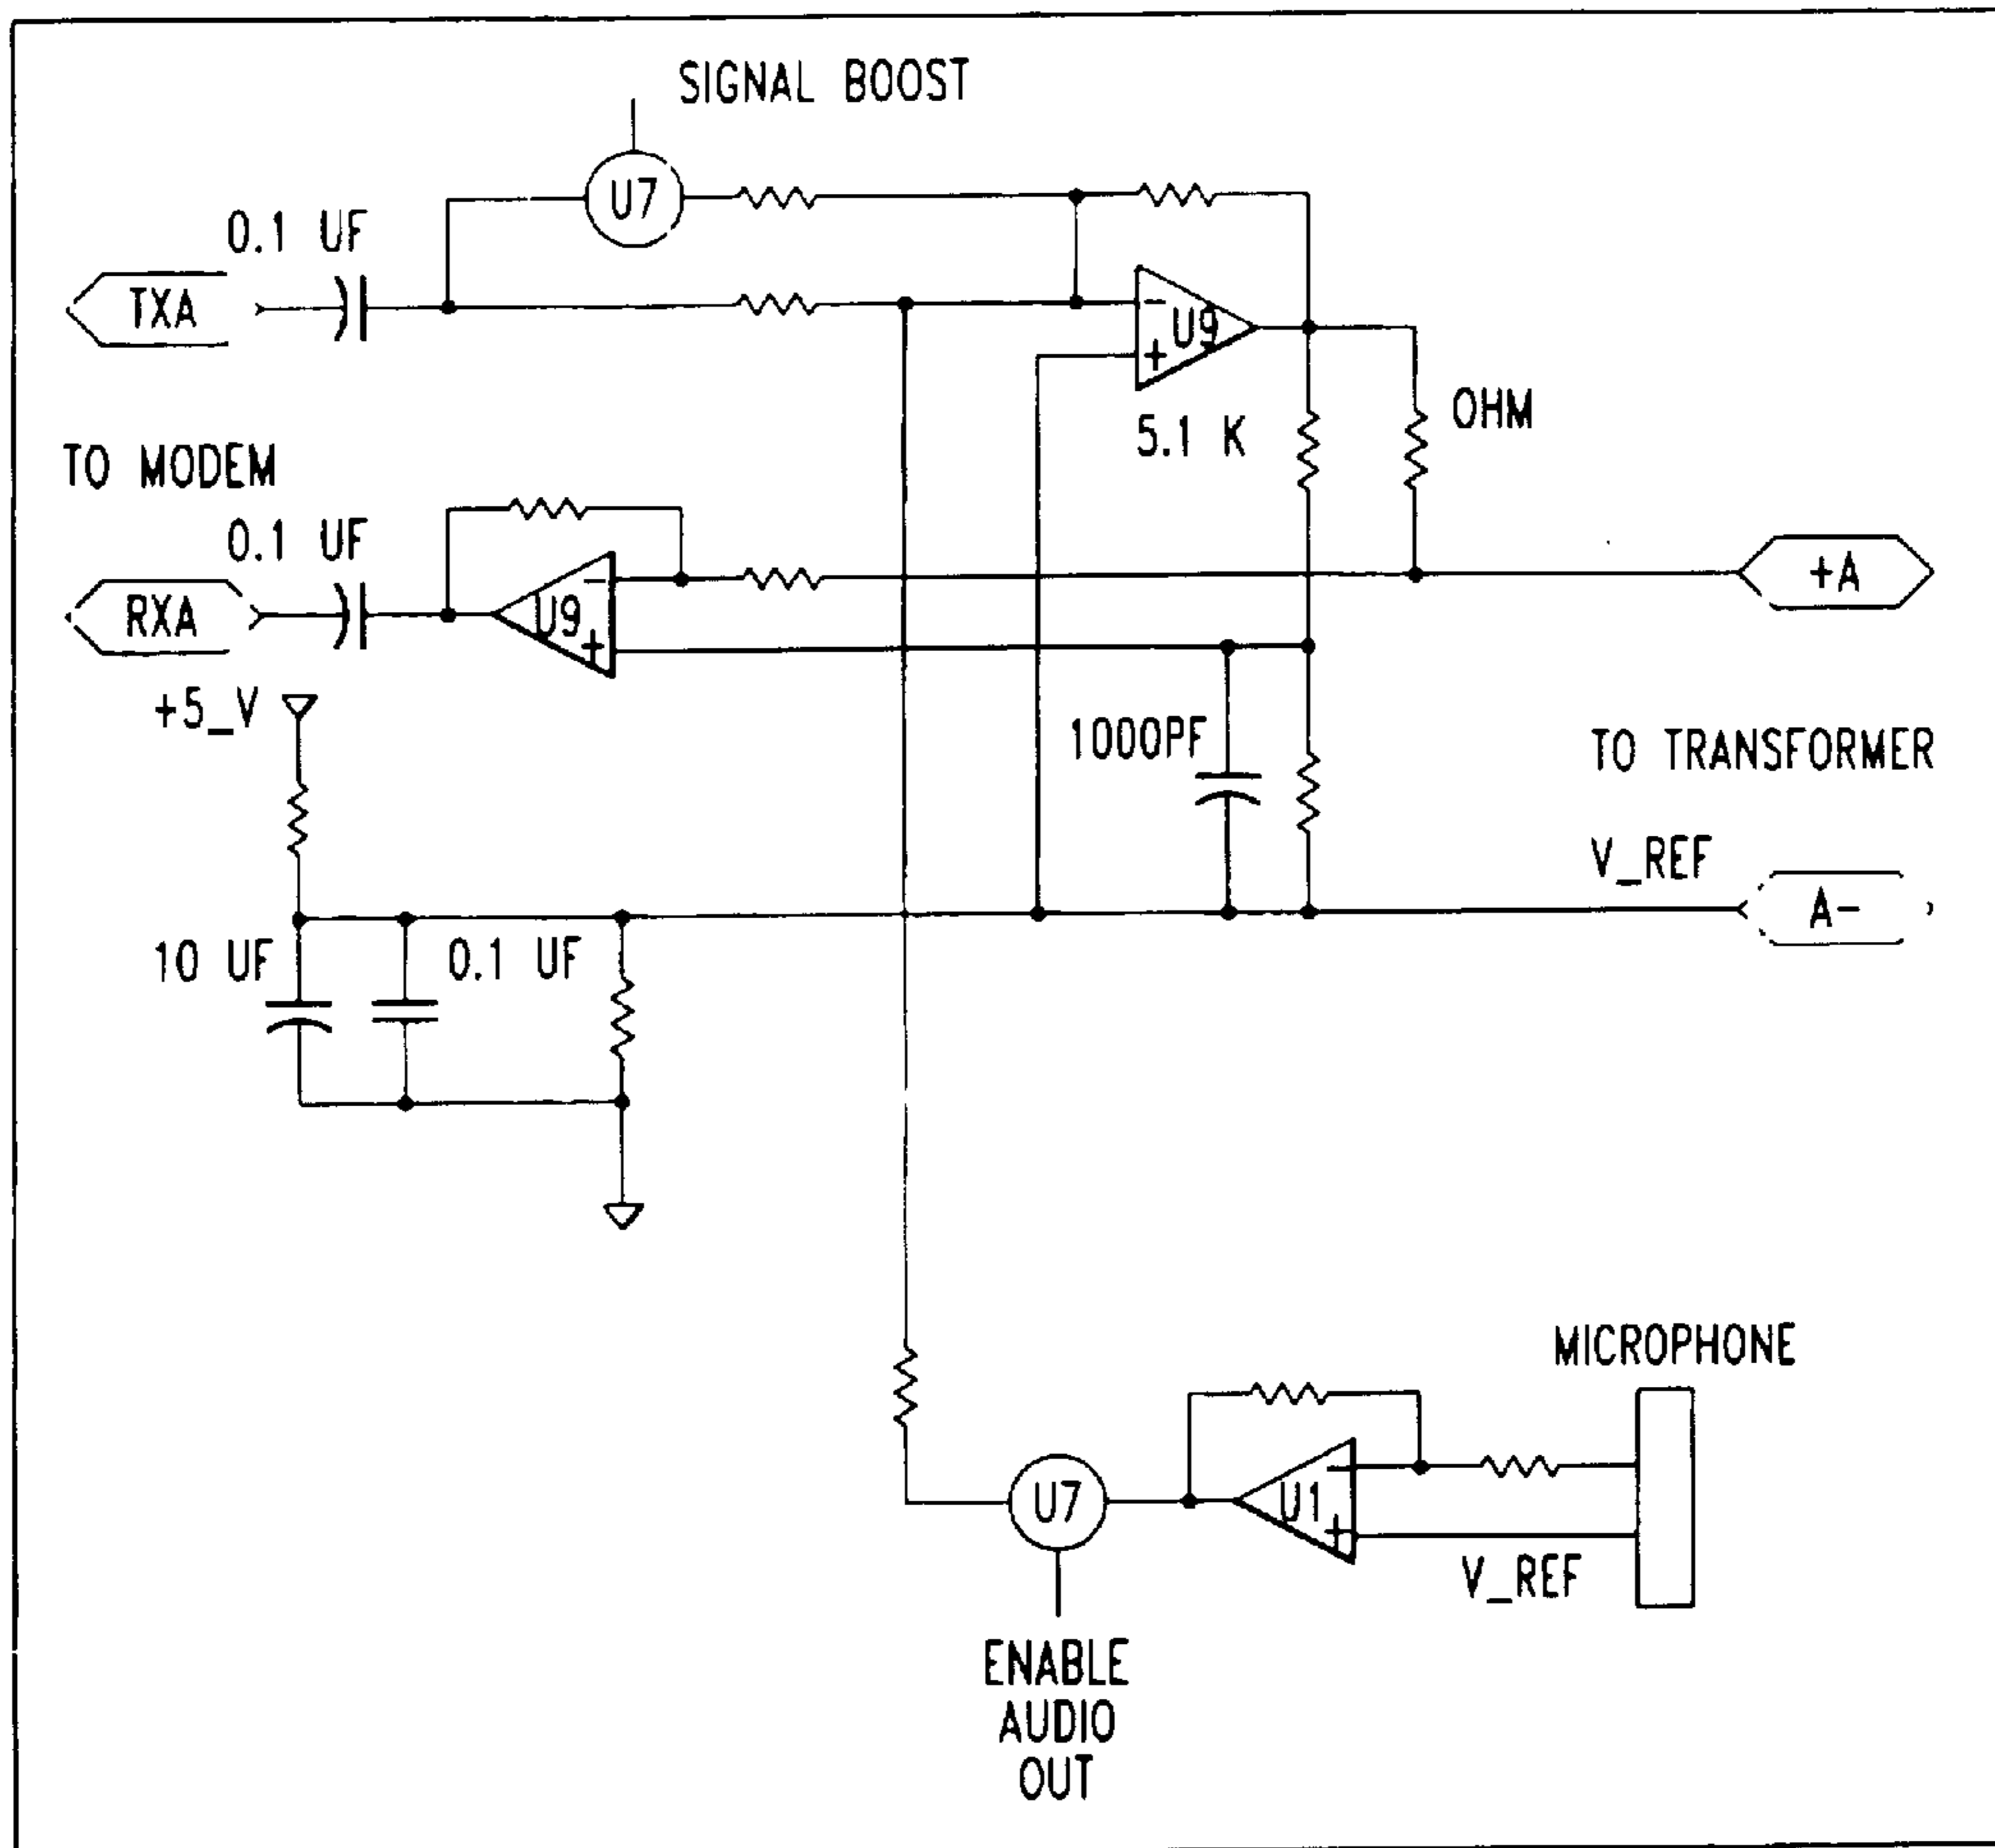 SIGNAL BOOST
U7
0.1 UF
TXA
-
U9
+
5.1 K
OHM
TO MODEM
0.1 UF
RXA
-
U9
+
+A
+5_V
1000PF
TO TRANSFORMER
V_REF
A-
10 UF
0.1 UF
MICROPHONE
-
U1
+
U7
V_REF
ENABLE
AUDIO
OUT